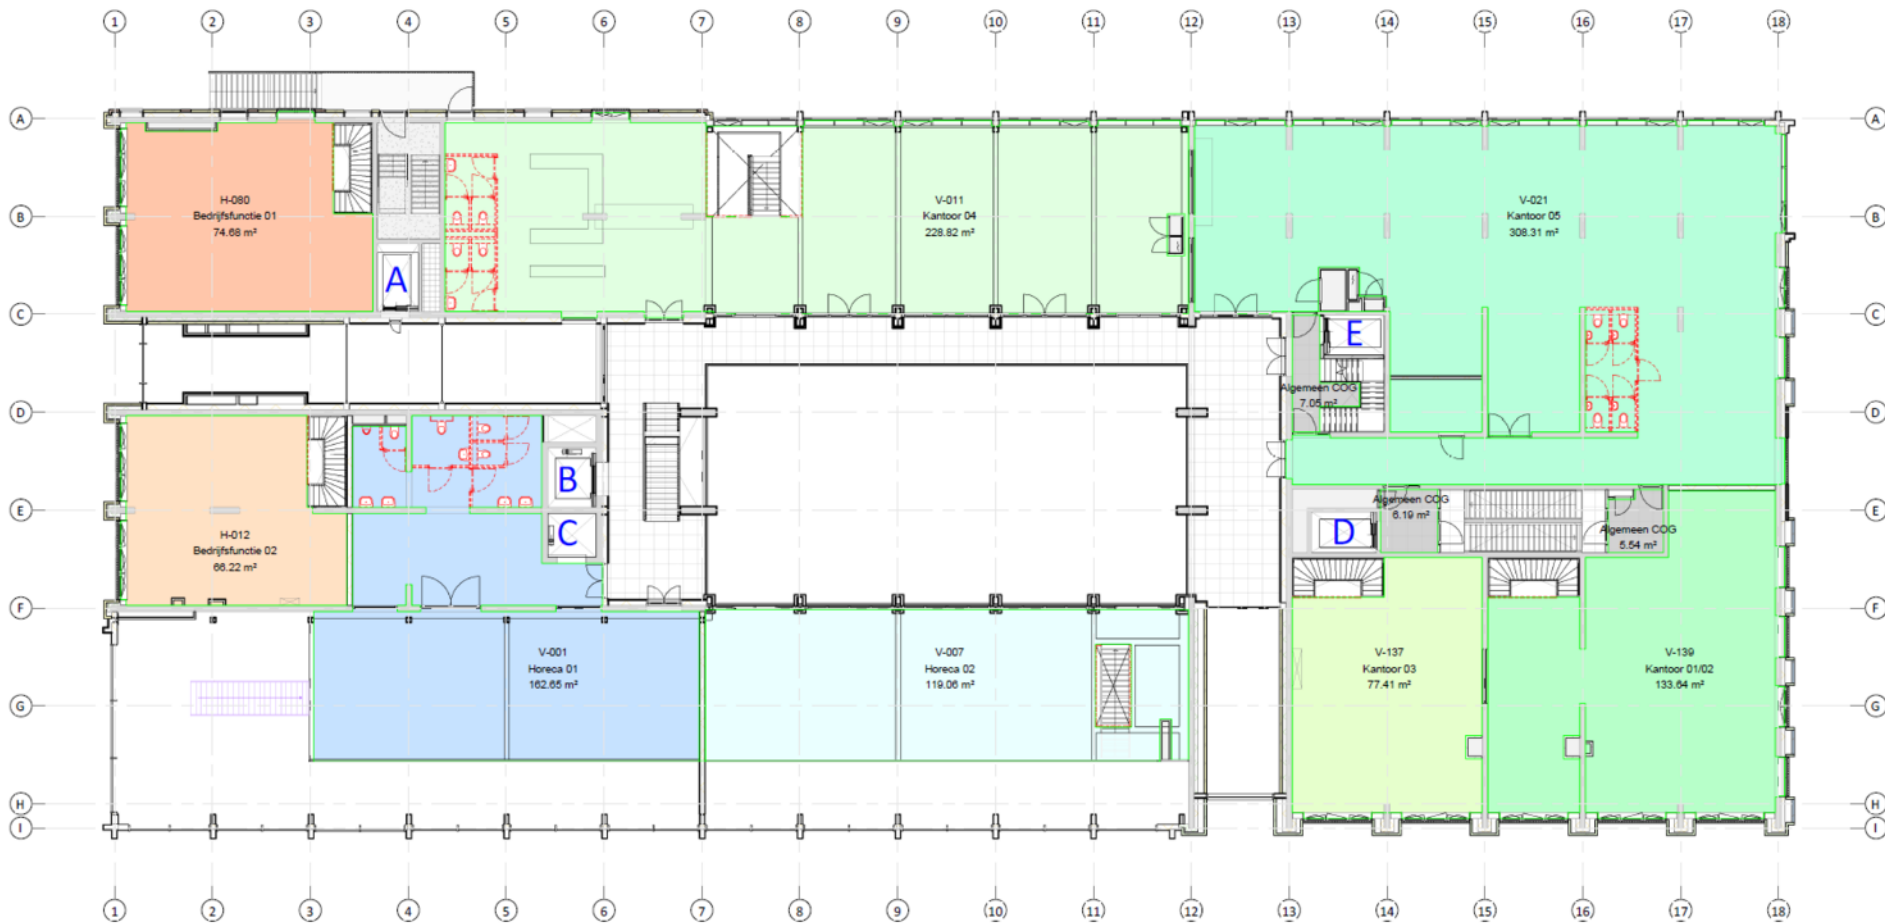 1 2 3 4 5 6 7 8 9 10 11 12 13 14 15 16 17 18
A A
H-080
Bedrijfsfunctie 01
74.68 m²
V-011
Kantoor 04
228.82 m²
V-021
Kantoor 05
308.31 m²
B B
A
C C
E
Algemeen COG
7.05 m²
D D
B
Algemeen COG
6.19 m²
E E
C
D
Algemeen COG
5.54 m²
H-012
Bedrijfsfunctie 02
66.22 m²
F F
V-001
Horeca 01
162.65 m²
V-007
Horeca 02
119.06 m²
V-137
Kantoor 03
77.41 m²
V-139
Kantoor 01/02
133.64 m²
G G
H H
I I
1 2 3 4 5 6 7 8 9 10 11 12 13 14 15 16 17 18